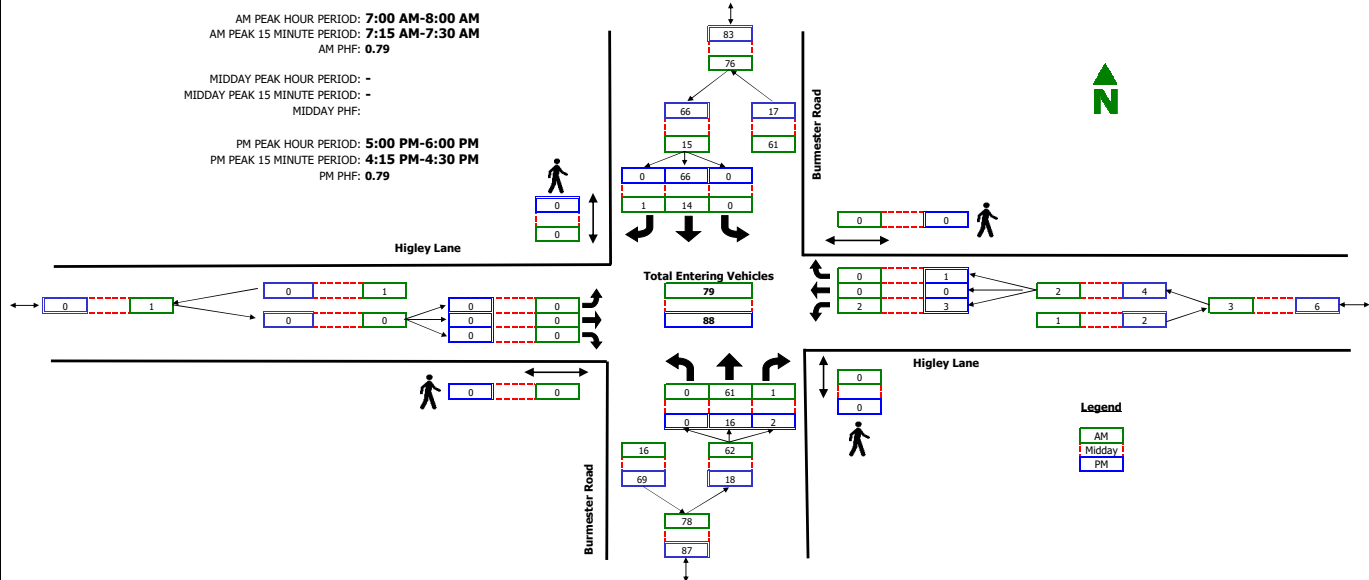 AM PEAK HOUR PERIOD: 7:00 AM-8:00 AM
AM PEAK 15 MINUTE PERIOD: 7:15 AM-7:30 AM
AM PHF: 0.79
MIDDAY PEAK HOUR PERIOD: -
MIDDAY PEAK 15 MINUTE PERIOD: -
MIDDAY PHF:
PM PEAK HOUR PERIOD: 5:00 PM-6:00 PM
PM PEAK 15 MINUTE PERIOD: 4:15 PM-4:30 PM
PM PHF: 0.79
83
76
66 17
15 61
0 66 0
1 14 0
Burmester Road
N
0
0
0 0
Higley Lane
Total Entering Vehicles
79
88
0 1
0 1
0 0
0 0
0 0
0 0
0 1
0 0
2 3
2 4
1 2
3 6
Higley Lane
0 0
0 61 1
0 16 2
16 62
69 18
78
87
Burmester Road
0
0
Legend
AM
Midday
PM